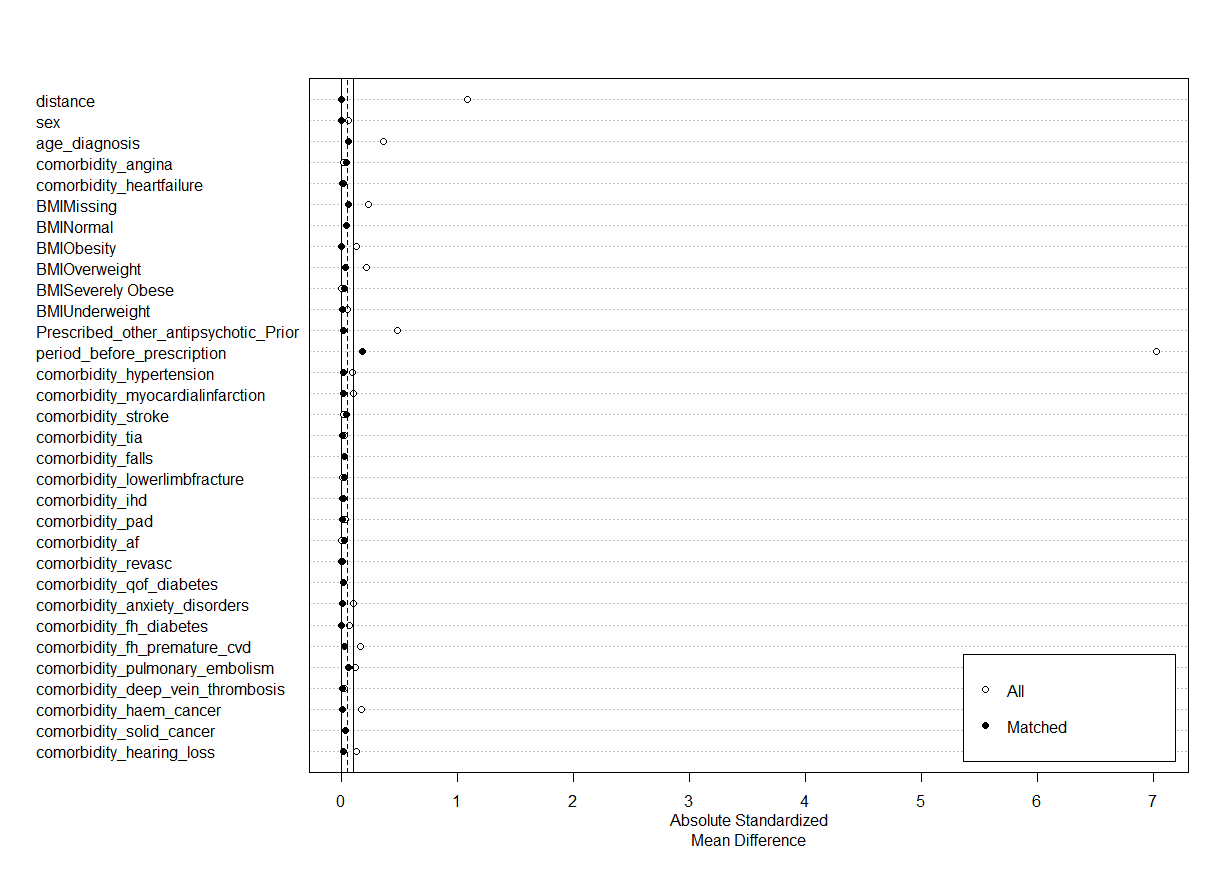 distance
sex
age_diagnosis
comorbidity_angina
comorbidity_heartfailure
BMIMissing
BMINormal
BMIObesity
BMIOverweight
BMISeverely Obese
BMIUnderweight
Prescribed_other_antipsychotic_Prior
period_before_prescription
comorbidity_hypertension
comorbidity_myocardialinfarction
comorbidity_stroke
comorbidity_tia
comorbidity_falls
comorbidity_lowerlimbfracture
comorbidity_ihd
comorbidity_pad
comorbidity_af
comorbidity_revasc
comorbidity_qof_diabetes
comorbidity_anxiety_disorders
comorbidity_fh_diabetes
comorbidity_fh_premature_cvd
comorbidity_pulmonary_embolism
comorbidity_deep_vein_thrombosis
comorbidity_haem_cancer
comorbidity_solid_cancer
comorbidity_hearing_loss
All
Matched
0 1 2 3 4 5 6 7
Absolute Standardized
Mean Difference